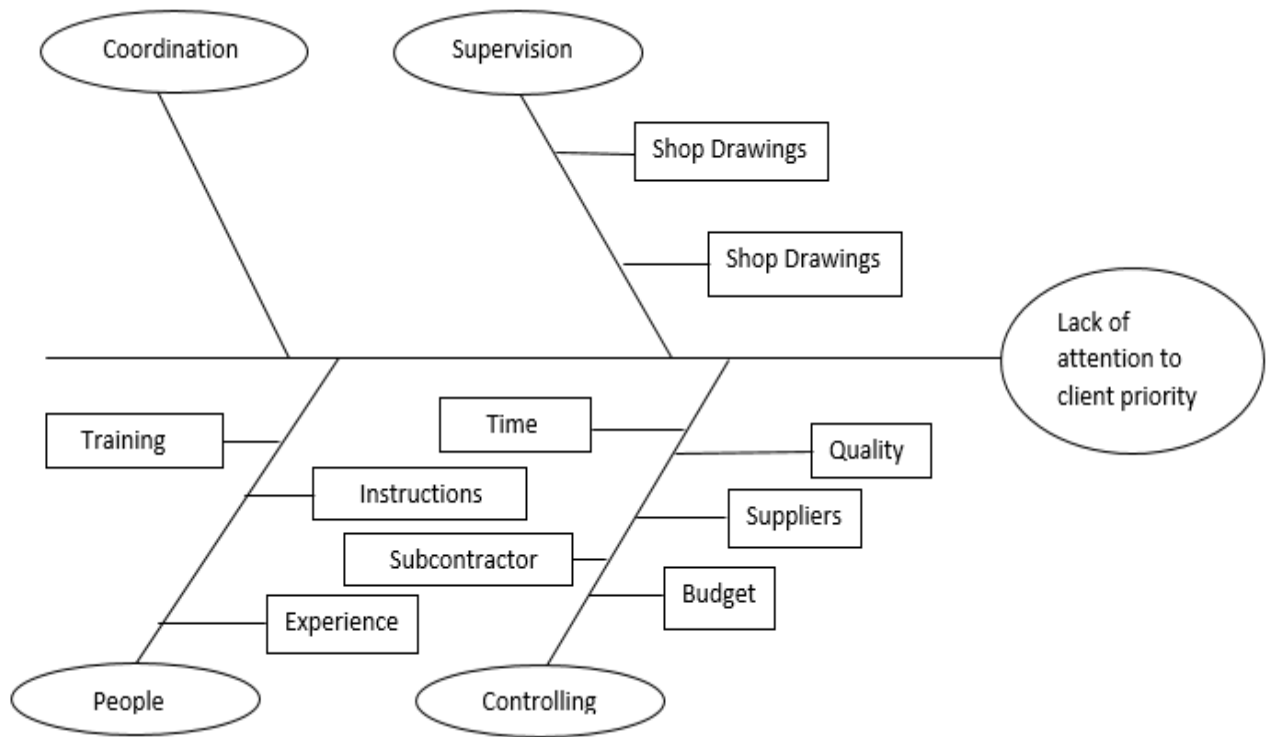 Coordination
Supervision
Shop Drawings
Shop Drawings
Lack of
attention to
client priority
Training
Time
Quality
Instructions
Suppliers
Subcontractor
Budget
Experience
People
Controlling